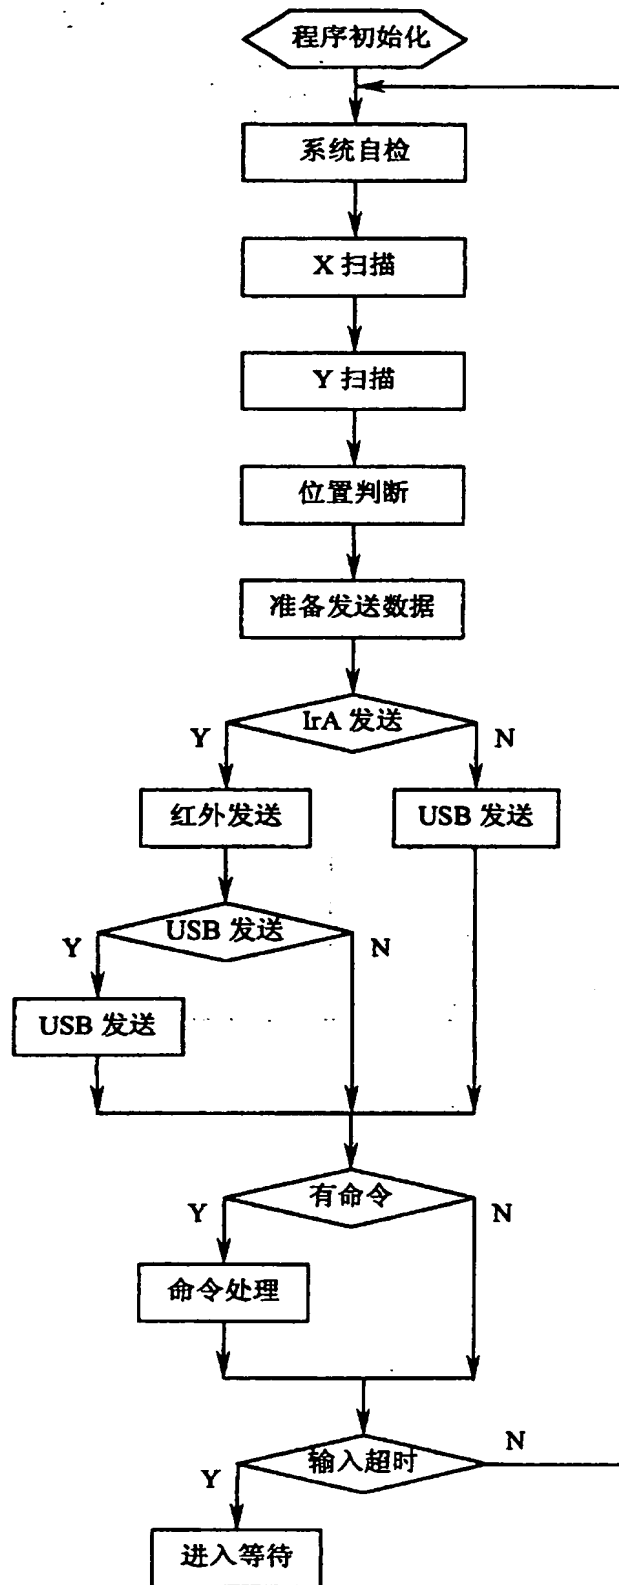 程序初始化
系统自检
X 扫描
Y 扫描
位置判断
准备发送数据
IrA 发送
Y
N
红外发送
USB 发送
USB 发送
Y
N
USB 发送
有命令
Y
N
命令处理
输入超时
N
Y
进入等待